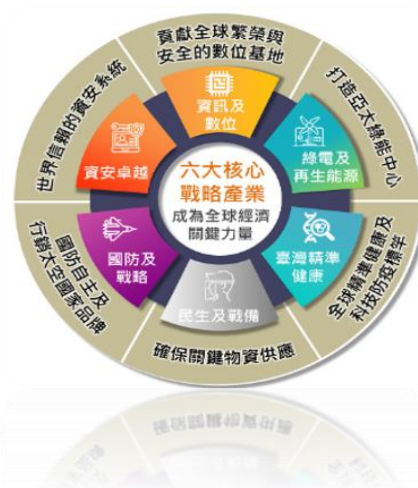 六大核心
戰略產業
成為全球經濟
關鍵力量
貢獻全球繁榮與
安全的數位基地
資訊及
數位
打造亞太綠能中心
綠電及
再生能源
全球精準健康及
科技防疫標竿
臺灣精準
健康
確保關鍵物資供應
民生及戰備
國防自主及
行銷太空國家品牌
國防及
戰略
世界信賴的資安系統
資安卓越